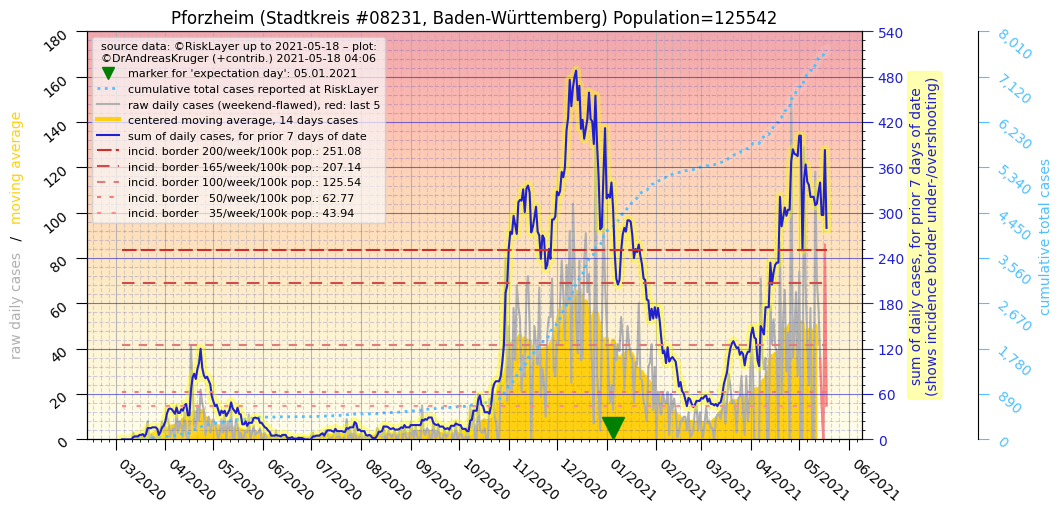 Pforzheim (Stadtkreis #08231, Baden-Württemberg) Population=125542
source data: ©RiskLayer up to 2021-05-18 – plot:
©DrAndreasKruger (+contrib.) 2021-05-18 04:06
marker for 'expectation day': 05.01.2021
cumulative total cases reported at RiskLayer
raw daily cases (weekend-flawed), red: last 5
centered moving average, 14 days cases
sum of daily cases, for prior 7 days of date
incid. border 200/week/100k pop.: 251.08
incid. border 165/week/100k pop.: 207.14
incid. border 100/week/100k pop.: 125.54
incid. border   50/week/100k pop.: 62.77
incid. border   35/week/100k pop.: 43.94
raw daily cases   /   moving average
180
160
140
120
100
80
60
40
20
0
540
480
420
360
300
240
180
120
60
0
sum of daily cases, for prior 7 days of date
(shows incidence border under-/overshooting)
8,010
7,120
6,230
5,340
4,450
3,560
2,670
1,780
890
0
cumulative total cases
03/2020
04/2020
05/2020
06/2020
07/2020
08/2020
09/2020
10/2020
11/2020
12/2020
01/2021
02/2021
03/2021
04/2021
05/2021
06/2021